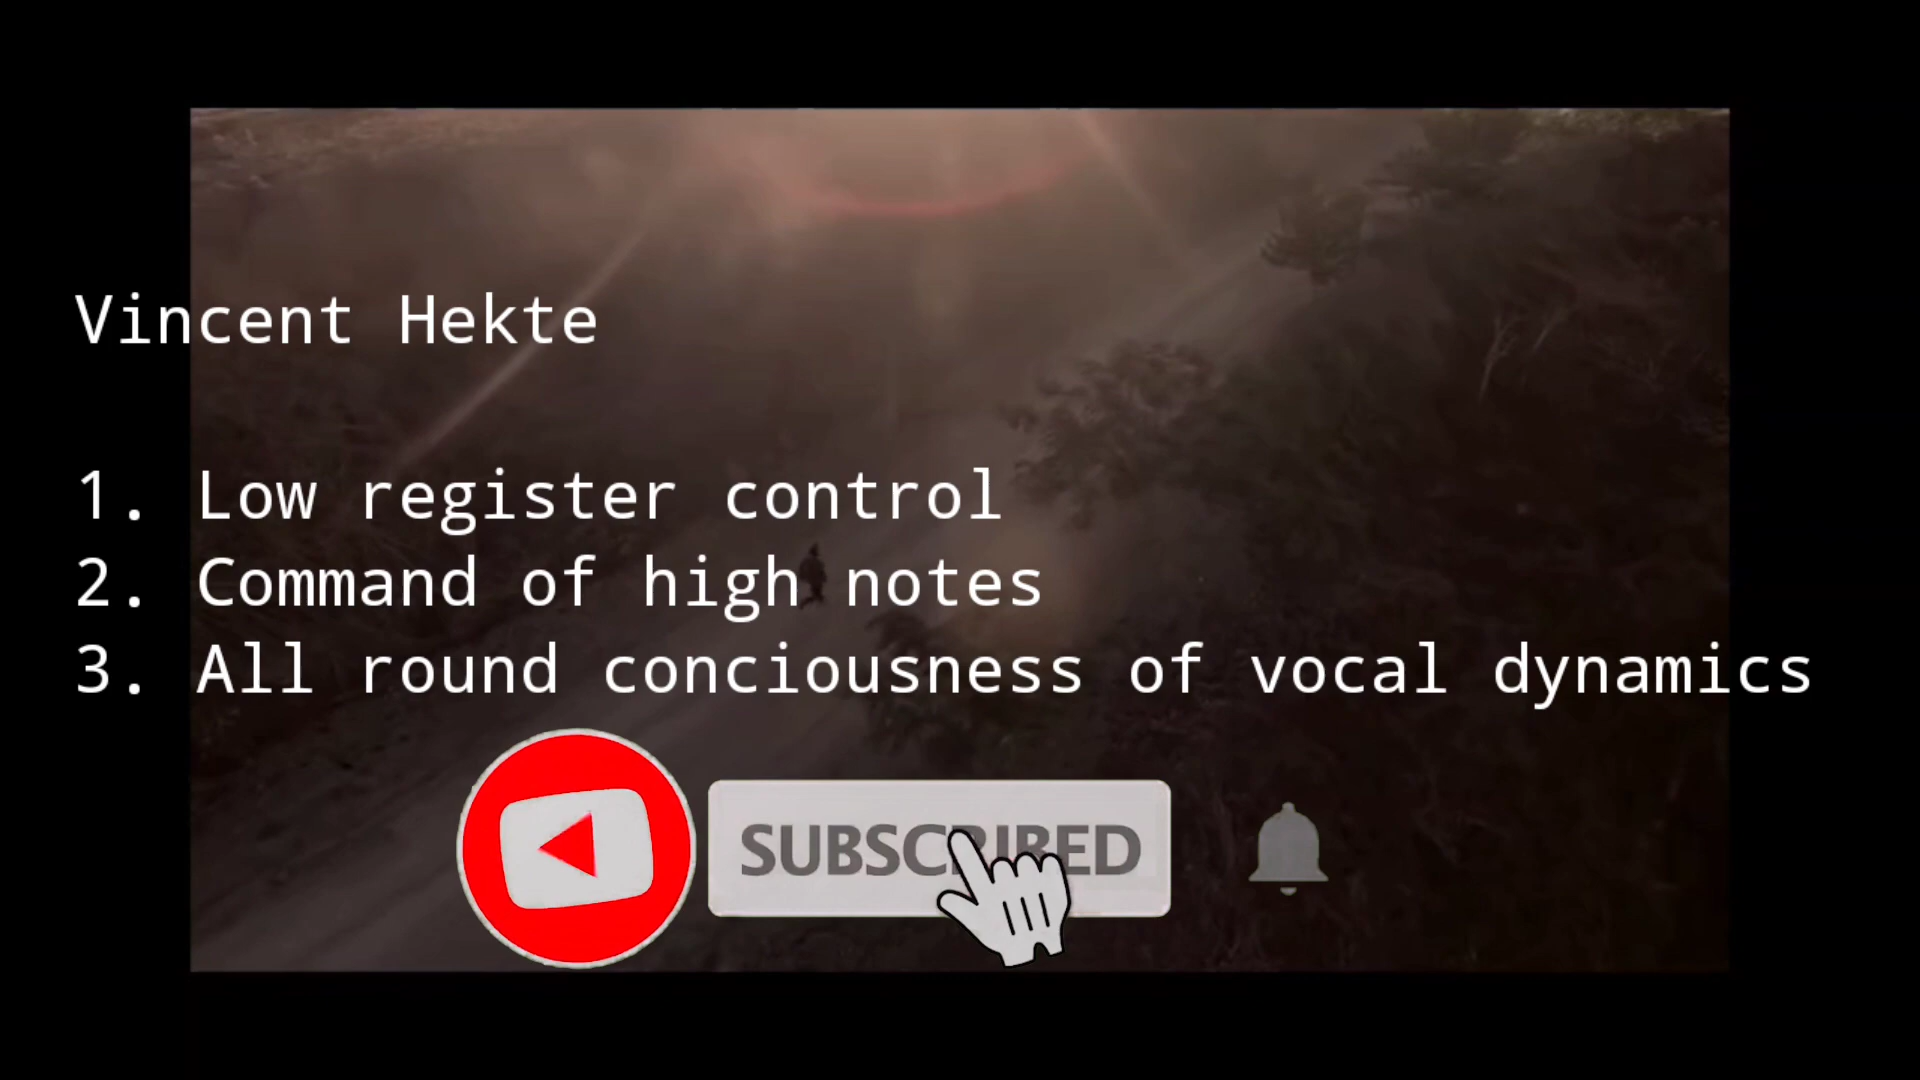 Vincent Hekte
1. Low register control
2. Command of high notes
3. All round conciousness of vocal dynamics
SUBSCRIBED